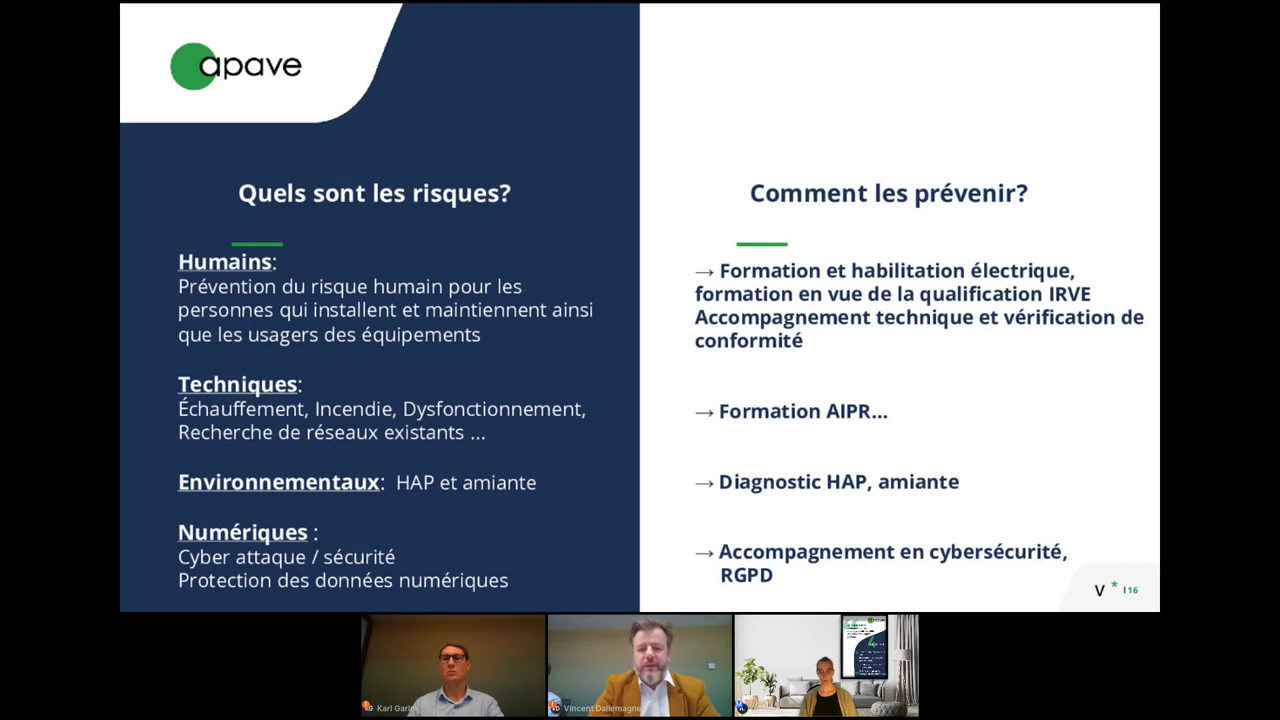 apave
Quels sont les risques?
Humains:
Prévention du risque humain pour les
personnes qui installent et maintiennent ainsi
que les usagers des équipements
Techniques:
Échauffement, Incendie, Dysfonctionnement,
Recherche de réseaux existants ...
Environnementaux: HAP et amiante
Numériques :
Cyber attaque / sécurité
Protection des données numériques
Comment les prévenir?
→ Formation et habilitation électrique,
formation en vue de la qualification IRVE
Accompagnement technique et vérification de
conformité
→ Formation AIPR...
→ Diagnostic HAP, amiante
→ Accompagnement en cybersécurité,
RGPD
V * I 16
Karl Garin
VD Vincent Dallemagne